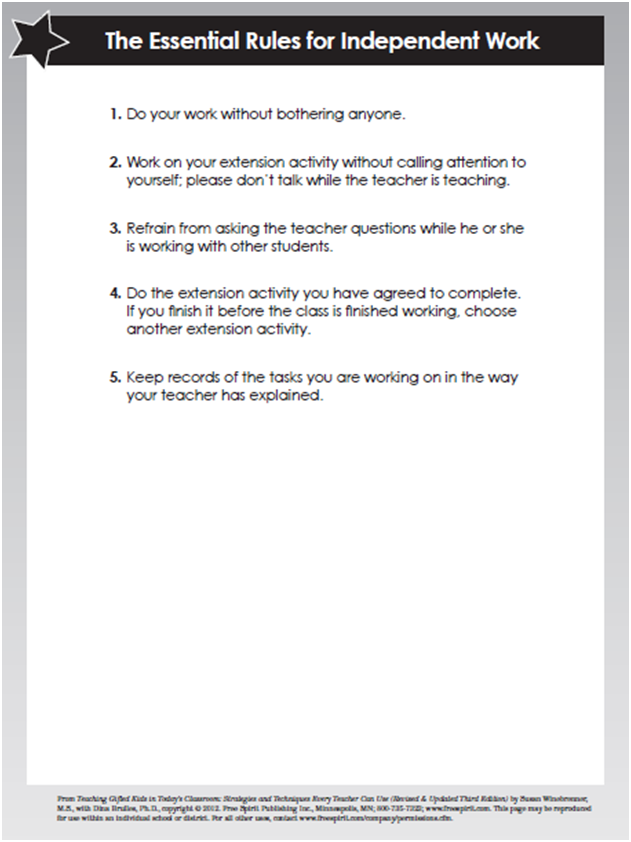 The Essential Rules for Independent Work
1. Do your work without bothering anyone.
2. Work on your extension activity without calling attention to
yourself; please don't talk while the teacher is teaching.
3. Refrain from asking the teacher questions while he or she
is working with other students.
4. Do the extension activity you have agreed to complete.
If you finish it before the class is finished working, choose
another extension activity.
5. Keep records of the tasks you are working on in the way
your teacher has explained.
From Teaching Gifted Kids in Today's Classroom: Strategies and Techniques Every Teacher Can Use (Revised & Updated Third Edition) by Susan Winebrenner,
M.S., with Dina Brulles, Ph.D., copyright © 2012. Free Spirit Publishing Inc., Minneapolis, MN; 800-735-7323; www.freespirit.com. This page may be reproduced
for use within an individual school or district. For all other uses, contact www.freespirit.com/company/permissions.cfm.